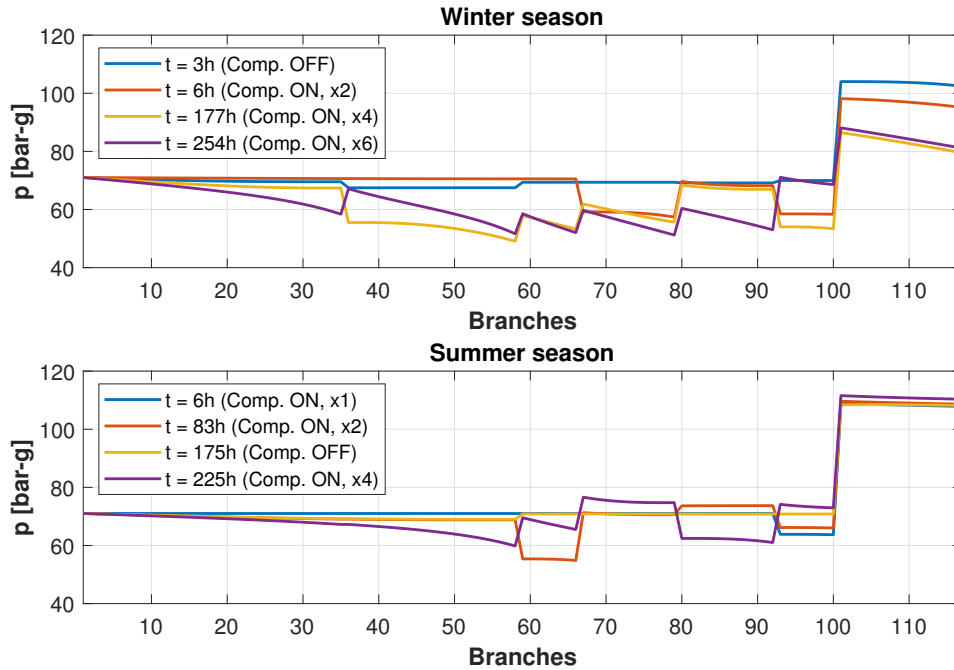 Winter season
120
100
80
60
40
p [bar-g]
t = 3h (Comp. OFF)
t = 6h (Comp. ON, x2)
t = 177h (Comp. ON, x4)
t = 254h (Comp. ON, x6)
10 20 30 40 50 60 70 80 90 100 110
Branches
Summer season
120
100
80
60
40
p [bar-g]
t = 6h (Comp. ON, x1)
t = 83h (Comp. ON, x2)
t = 175h (Comp. OFF)
t = 225h (Comp. ON, x4)
10 20 30 40 50 60 70 80 90 100 110
Branches